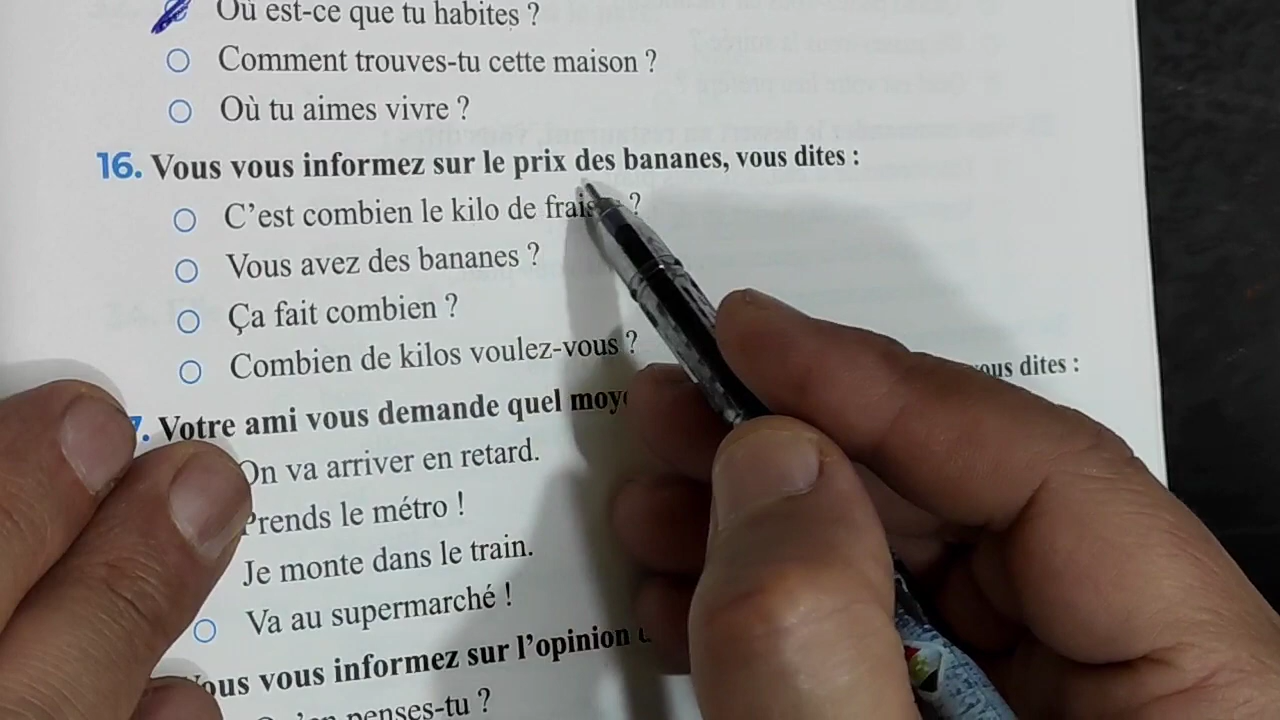 Où est-ce que tu habites ?
Comment trouves-tu cette maison ?
Où tu aimes vivre ?
16. Vous vous informez sur le prix des bananes, vous dites :
C'est combien le kilo de ?
Vous avez des bananes ?
Ça fait combien ?
Combien de kilos voulez-vous ?
Votre ami vous demande quel vous dites :
On va arriver en retard.
Prends le métro !
Je monte dans le train.
Va au supermarché !
Vous vous informez sur l'opinion
penses-tu ?